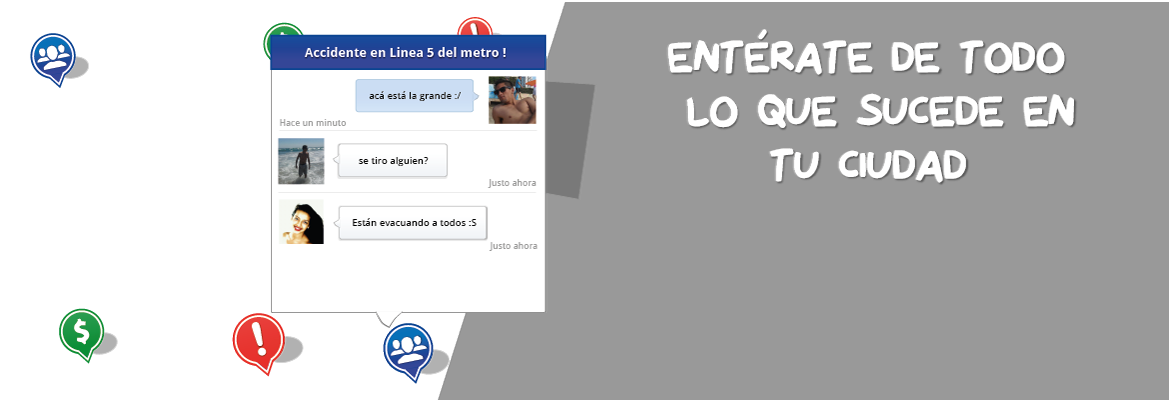 Accidente en Linea 5 del metro !
acá está la grande :/
Hace un minuto
se tiro alguien?
Justo ahora
Están evacuando a todos :S
Justo ahora
ENTÉRATE DE TODO
LO QUE SUCEDE EN
TU CIUDAD
$
!